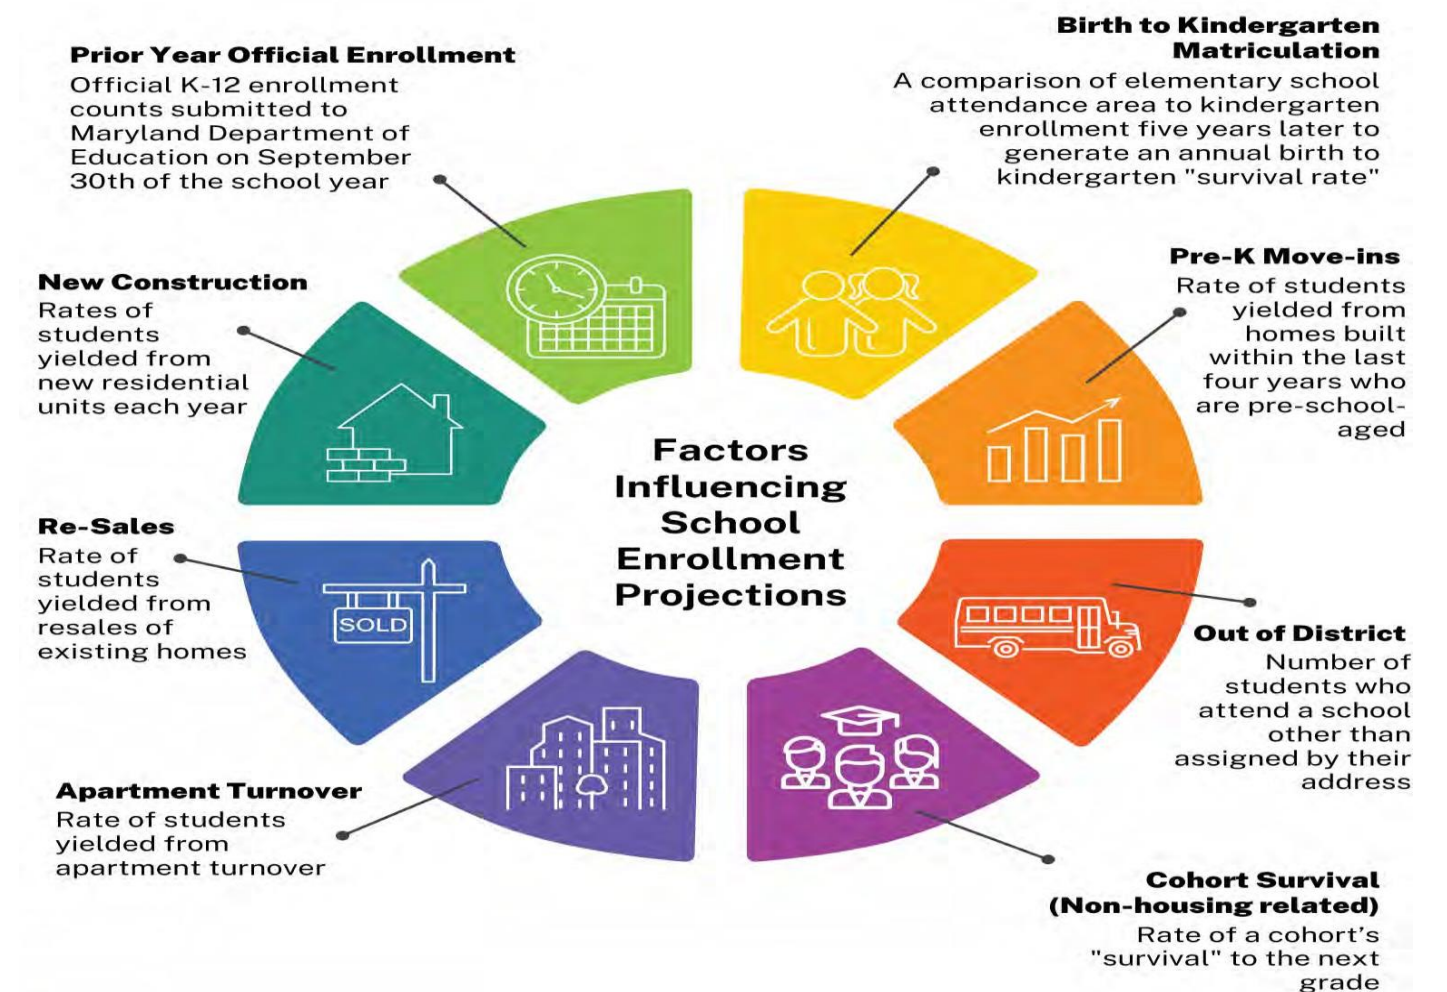 Prior Year Official Enrollment
Official K-12 enrollment
counts submitted to
Maryland Department of
Education on September
30th of the school year
Birth to Kindergarten
Matriculation
A comparison of elementary school
attendance area to kindergarten
enrollment five years later to
generate an annual birth to
kindergarten "survival rate"
New Construction
Rates of
students
yielded from
new residential
units each year
Pre-K Move-ins
Rate of students
yielded from
homes built
within the last
four years who
are pre-school-
aged
Factors
Influencing
School
Enrollment
Projections
Re-Sales
Rate of
students
yielded from
resales of
existing homes
SOLD
Out of District
Number of
students who
attend a school
other than
assigned by their
address
Apartment Turnover
Rate of students
yielded from
apartment turnover
Cohort Survival
(Non-housing related)
Rate of a cohort's
"survival" to the next
grade